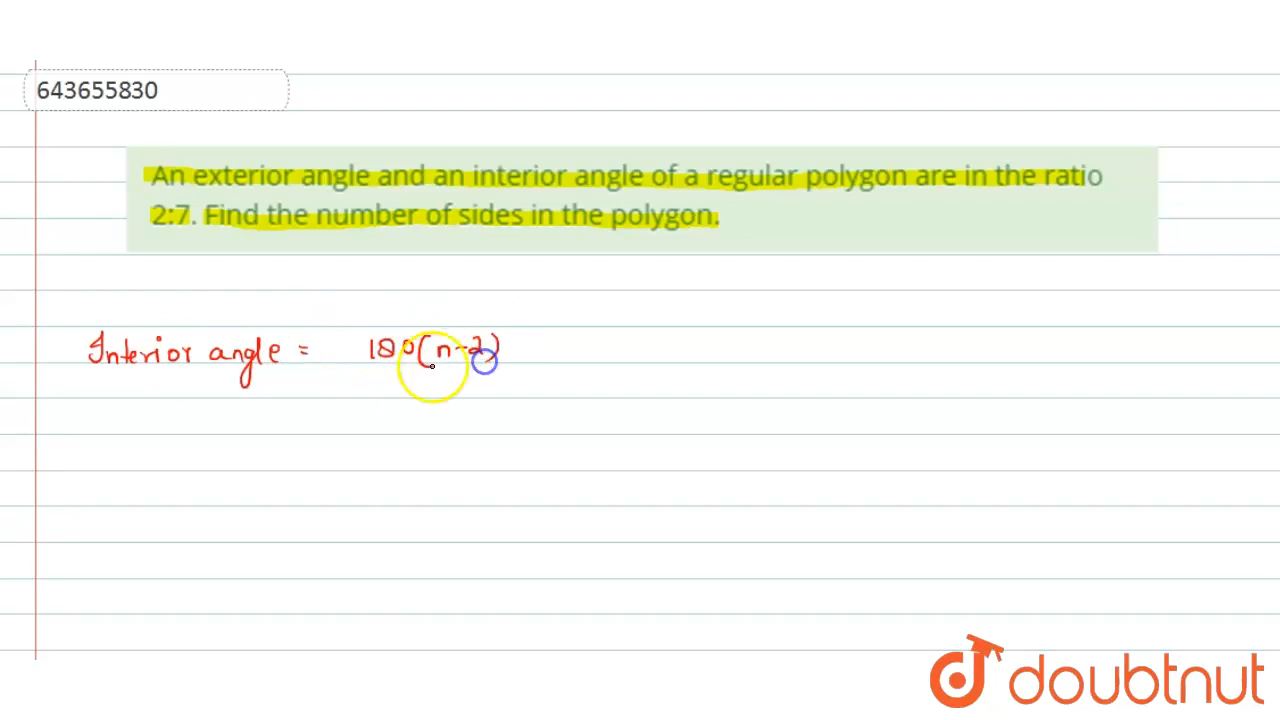 643655830
An exterior angle and an interior angle of a regular polygon are in the ratio
2:7. Find the number of sides in the polygon.
Interior angle = 180(n-2)
doubtnut